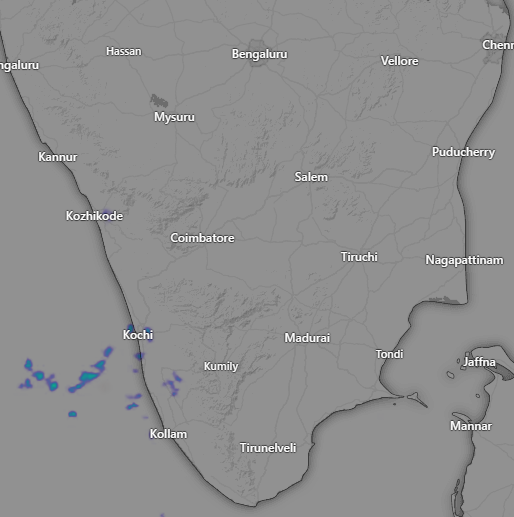 Hassan
Bengaluru
Chenn
ngaluru
Vellore
Mysuru
Kannur
Puducherry
Salem
Kozhikode
Coimbatore
Tiruchi
Nagapattinam
Kochi
Madurai
Tondi
Kumily
Jaffna
Kollam
Mannar
Tirunelveli